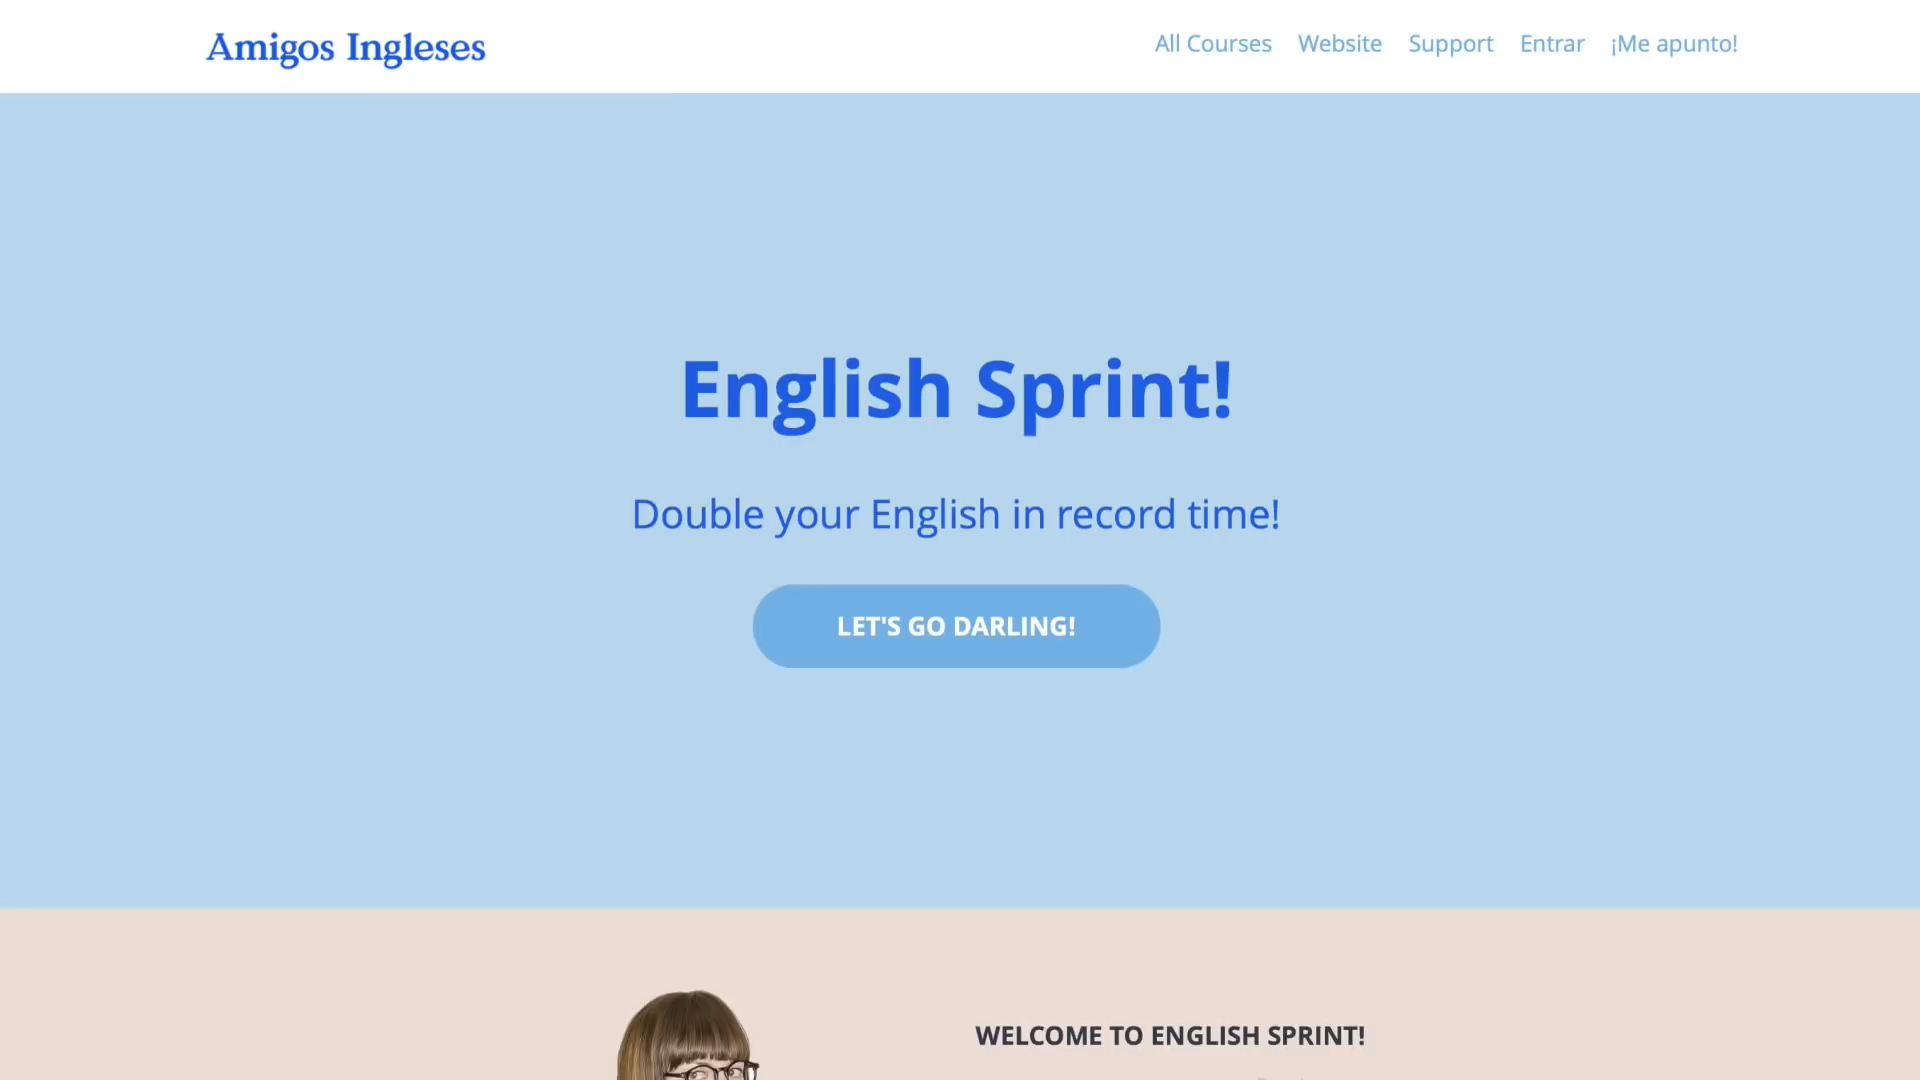 Amigos Ingleses
All Courses Website Support Entrar ¡Me apunto!
English Sprint!
Double your English in record time!
LET'S GO DARLING!
WELCOME TO ENGLISH SPRINT!